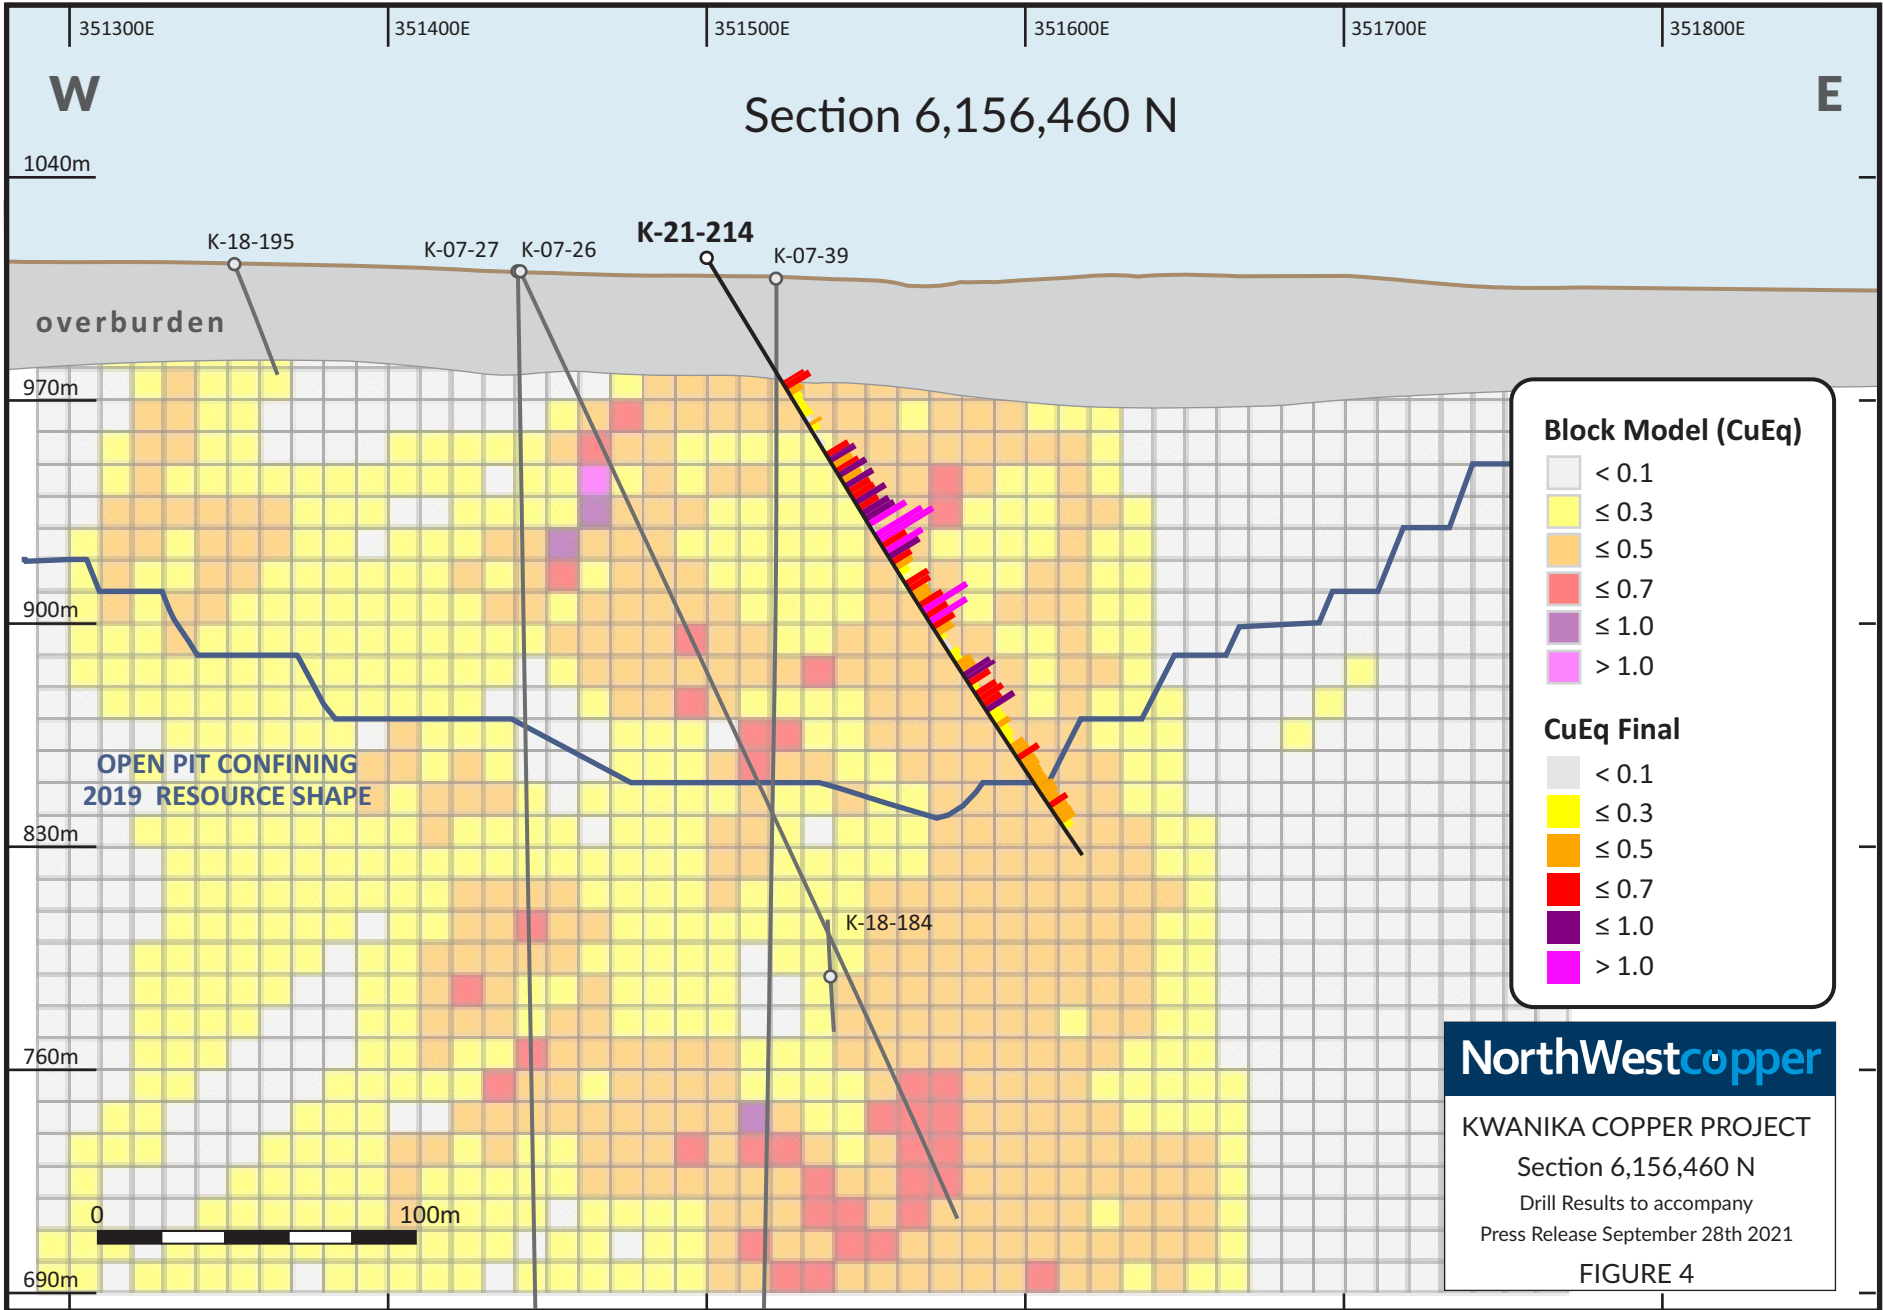 351300E
351400E
351500E
351600E
351700E
351800E
W
E
Section 6,156,460 N
1040m
K-18-195
K-07-27
K-07-26
K-21-214
K-07-39
overburden
970m
900m
OPEN PIT CONFINING
2019 RESOURCE SHAPE
830m
K-18-184
760m
0
100m
690m
Block Model (CuEq)
< 0.1
≤ 0.3
≤ 0.5
≤ 0.7
≤ 1.0
> 1.0
CuEq Final
< 0.1
≤ 0.3
≤ 0.5
≤ 0.7
≤ 1.0
> 1.0
NorthWestcopper
KWANIKA COPPER PROJECT
Section 6,156,460 N
Drill Results to accompany
Press Release September 28th 2021
FIGURE 4